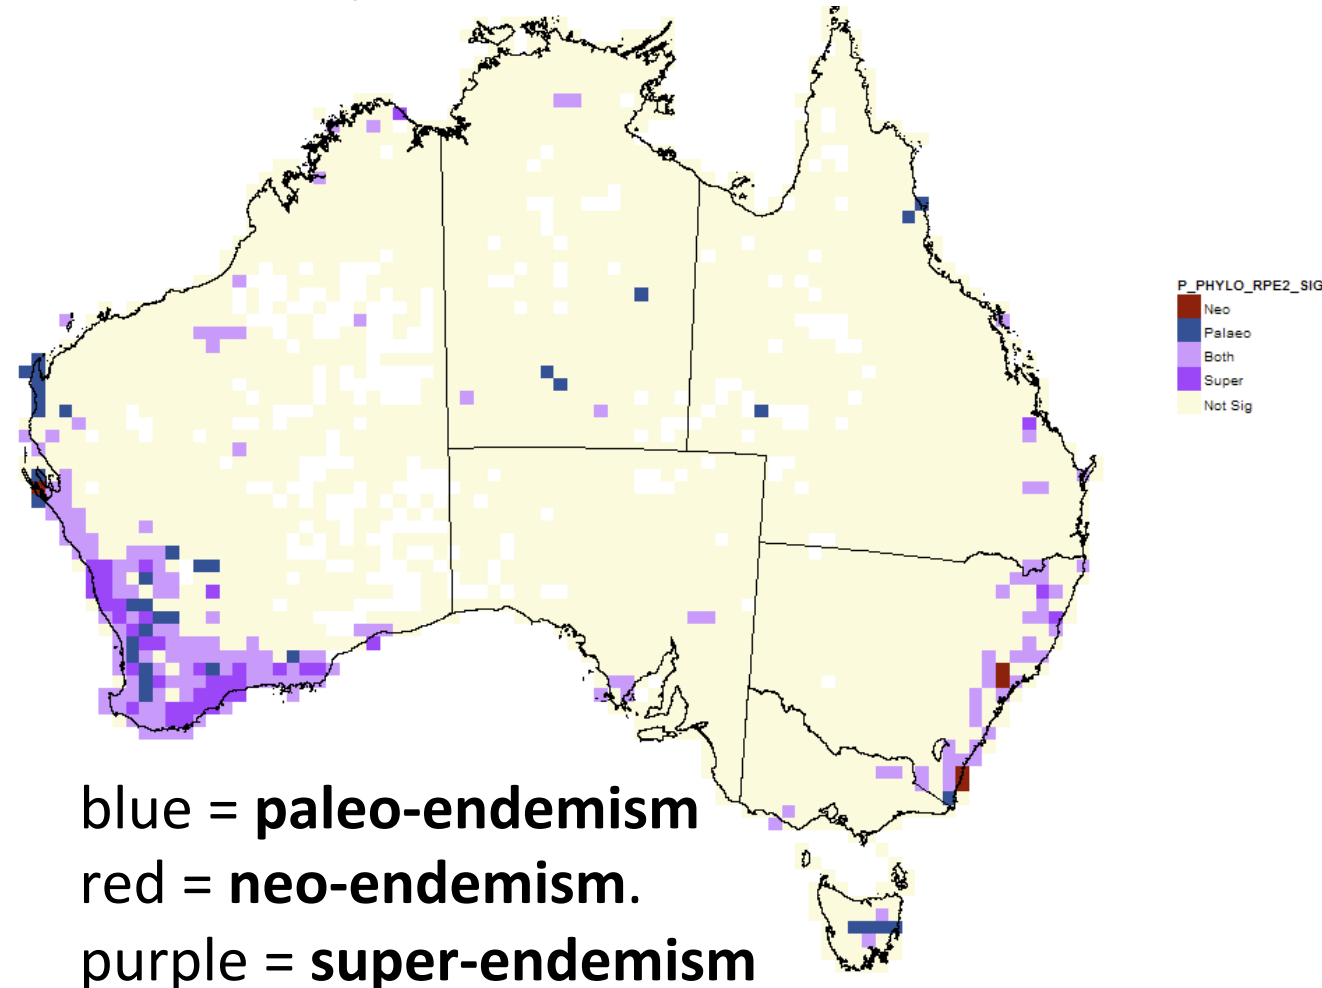 P_PHYLO_RPE2_SIG
Neo
Palaeo
Both
Super
Not Sig
blue = paleo-endemism
red = neo-endemism.
purple = super-endemism